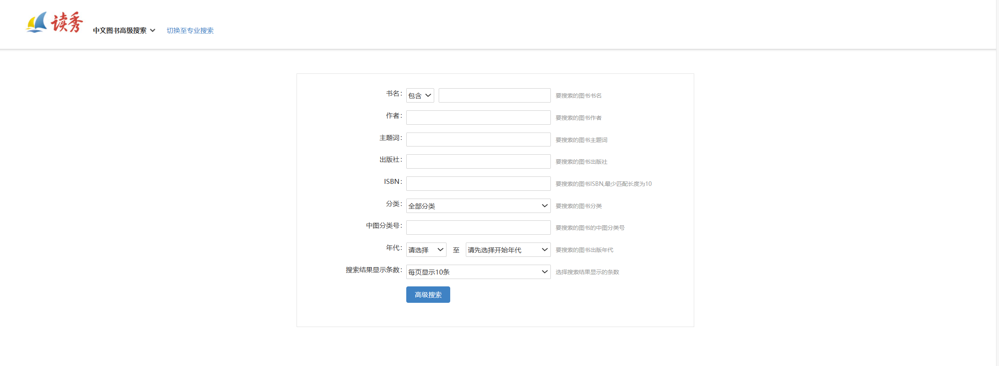 读秀
中文图书高级搜索 切换至专业搜索
书名： 包含 要搜索的图书书名
作者： 要搜索的图书作者
主题词： 要搜索的图书主题词
出版社： 要搜索的图书出版社
ISBN： 要搜索的图书ISBN,最少匹配长度为10
分类： 全部分类 要搜索的图书分类
中图分类号： 要搜索的图书的中图分类号
年代： 请选择 至 请先选择开始年代 要搜索的图书出版年代
搜索结果显示条数： 每页显示10条 选择搜索结果显示的条数
高级搜索